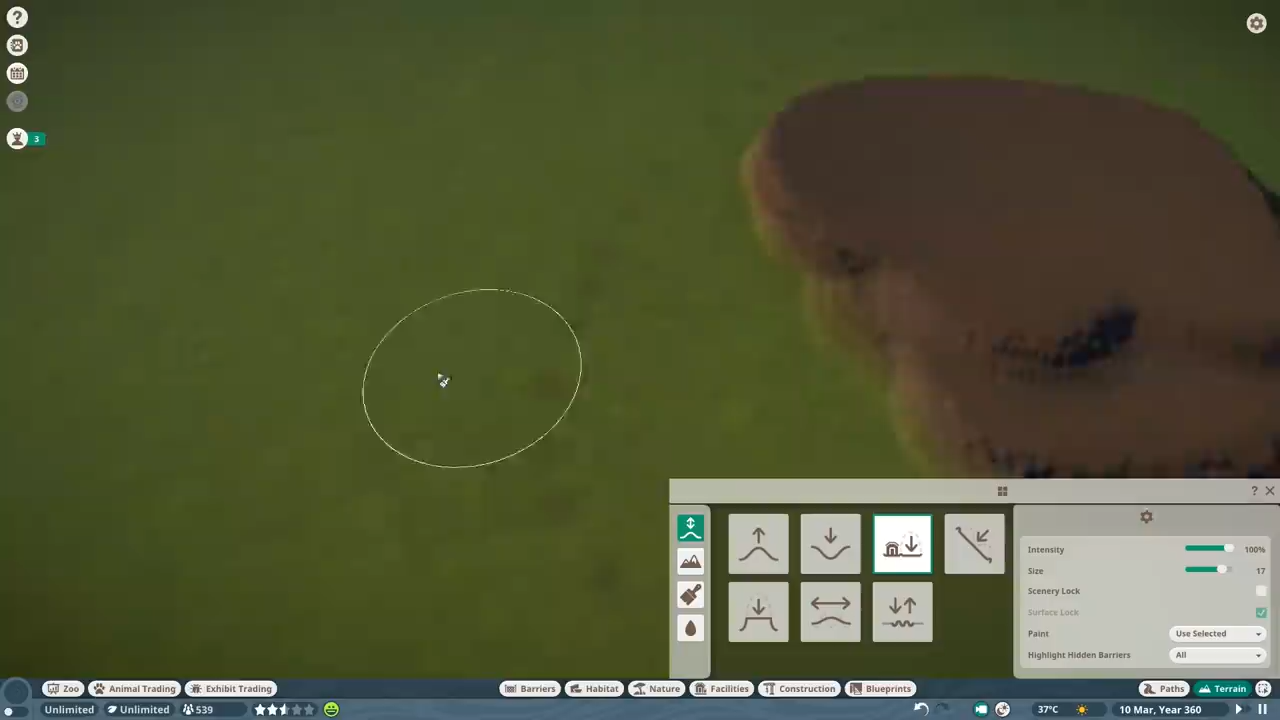 ?
3
?
Intensity 100%
Size 17
Scenery Lock
Surface Lock
Paint Use Selected
Highlight Hidden Barriers All
Zoo Animal Trading Exhibit Trading Barriers Habitat Nature Facilities Construction Blueprints Paths Terrain
Unlimited Unlimited 539 37°C 10 Mar, Year 360